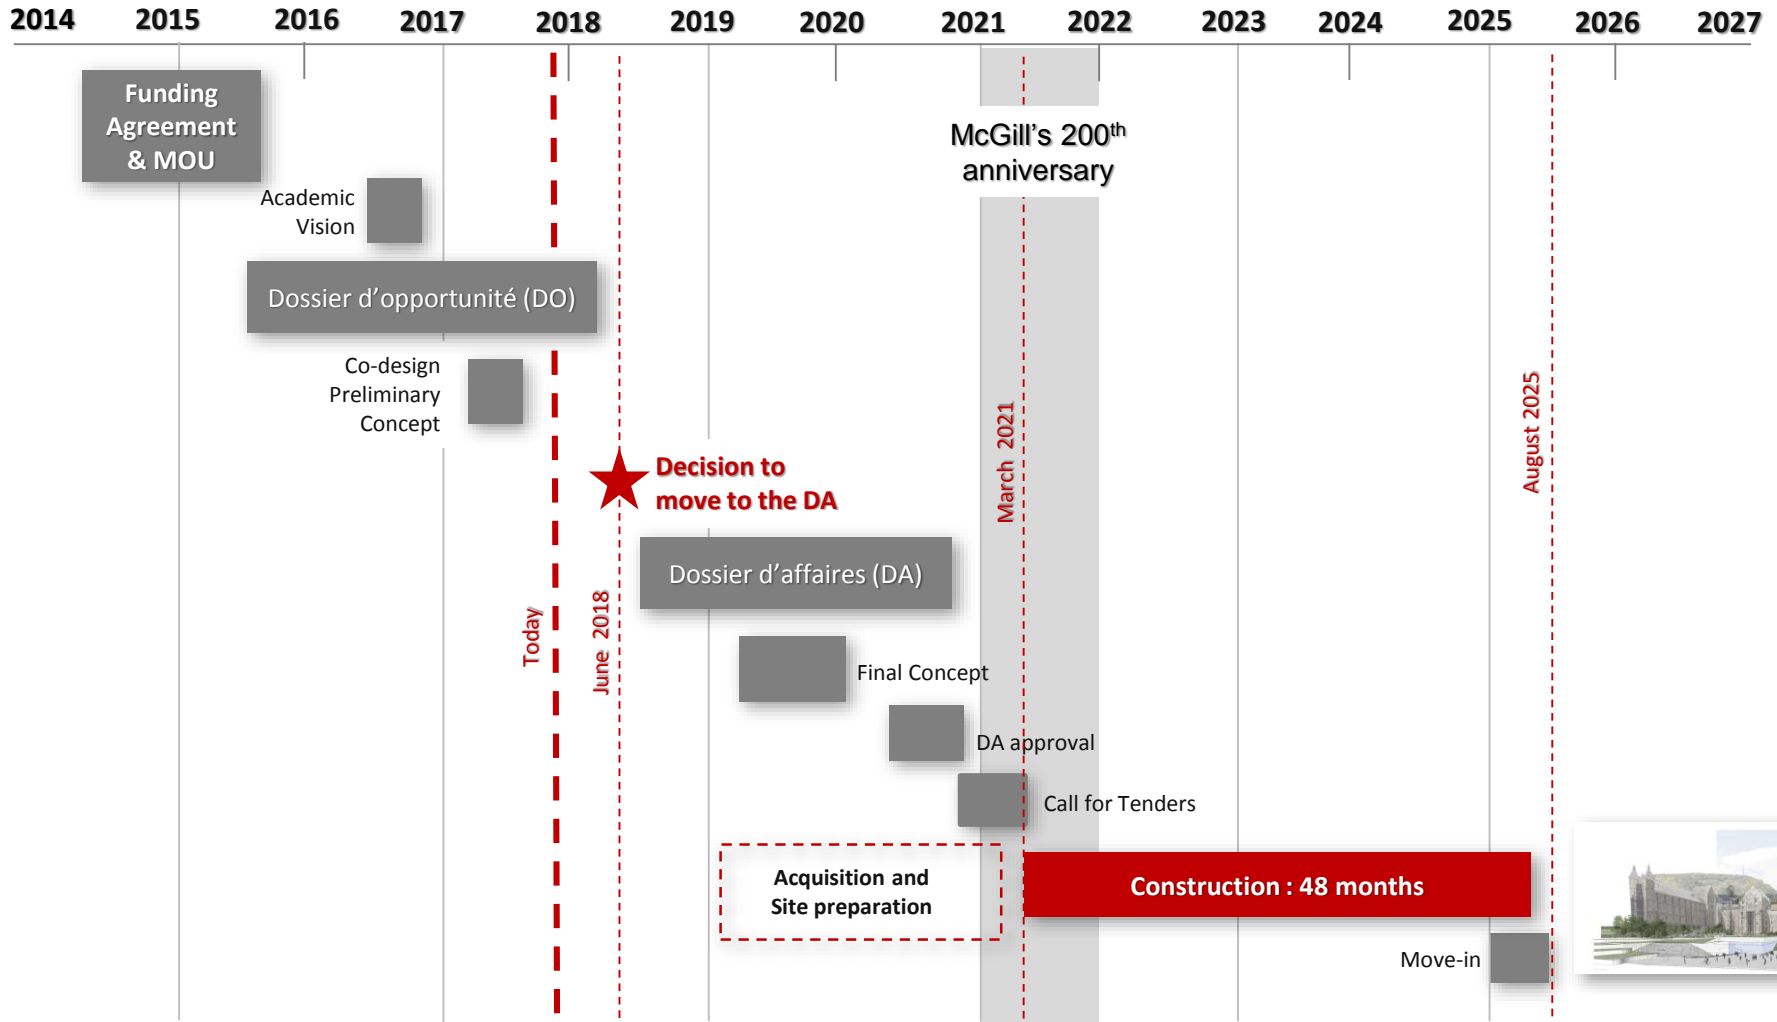 2014 2015 2016 2017 2018 2019 2020 2021 2022 2023 2024 2025 2026 2027
Funding
Agreement
& MOU
McGill's 200th
anniversary
Academic
Vision
Dossier d'opportunité (DO)
Co-design
Preliminary
Concept
Decision to
move to the DA
March 2021
August 2025
Dossier d'affaires (DA)
Today
June 2018
Final Concept
DA approval
Call for Tenders
Acquisition and
Site preparation
Construction : 48 months
Move-in